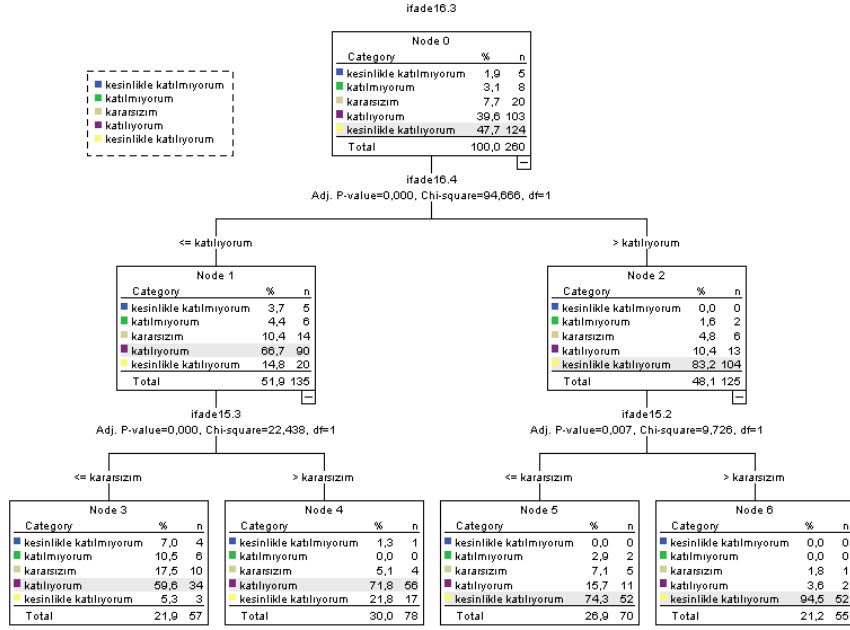 ifade16.3
Node 0
Category % n
kesinlikle katılmıyorum 1,9 5
katılmıyorum 3,1 8
kararsızım 7,7 20
katılıyorum 39,6 103
kesinlikle katılıyorum 47,7 124
Total 100,0 260
kesinlikle katılmıyorum
katılmıyorum
kararsızım
katılıyorum
kesinlikle katılıyorum
ifade16.4
Adj. P-value=0,000, Chi-square=94,666, df=1
<= katılıyorum
> katılıyorum
Node 1
Category % n
kesinlikle katılmıyorum 3,7 5
katılmıyorum 4,4 6
kararsızım 10,4 14
katılıyorum 66,7 90
kesinlikle katılıyorum 14,8 20
Total 51,9 135
Node 2
Category % n
kesinlikle katılmıyorum 0,0 0
katılmıyorum 1,6 2
kararsızım 4,8 6
katılıyorum 10,4 13
kesinlikle katılıyorum 83,2 104
Total 48,1 125
ifade15.3
Adj. P-value=0,000, Chi-square=22,438, df=1
ifade15.2
Adj. P-value=0,007, Chi-square=9,726, df=1
<= kararsızım
> kararsızım
<= kararsızım
> kararsızım
Node 3
Category % n
kesinlikle katılmıyorum 7,0 4
katılmıyorum 10,5 6
kararsızım 17,5 10
katılıyorum 59,6 34
kesinlikle katılıyorum 5,3 3
Total 21,9 57
Node 4
Category % n
kesinlikle katılmıyorum 1,3 1
katılmıyorum 0,0 0
kararsızım 5,1 4
katılıyorum 71,8 56
kesinlikle katılıyorum 21,8 17
Total 30,0 78
Node 5
Category % n
kesinlikle katılmıyorum 0,0 0
katılmıyorum 2,9 2
kararsızım 7,1 5
katılıyorum 15,7 11
kesinlikle katılıyorum 74,3 52
Total 26,9 70
Node 6
Category % n
kesinlikle katılmıyorum 0,0 0
katılmıyorum 0,0 0
kararsızım 1,8 1
katılıyorum 3,6 2
kesinlikle katılıyorum 94,5 52
Total 21,2 55